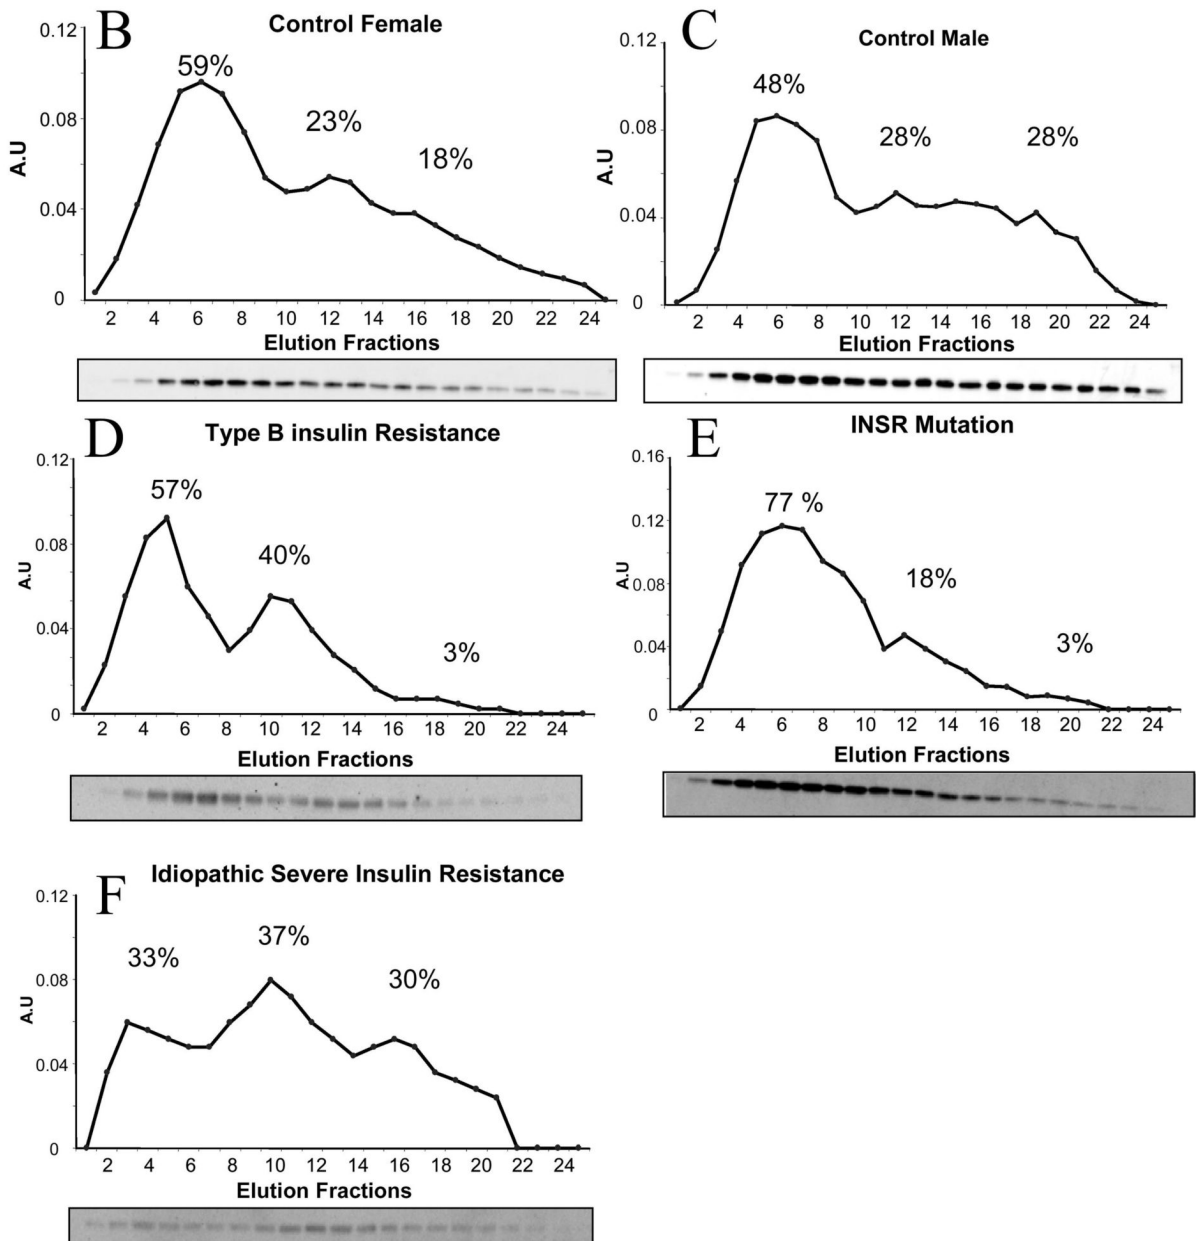 B
Control Female
0.12
0.08
0.04
0
A.U
59%
23%
18%
2 4 6 8 10 12 14 16 18 20 22 24
Elution Fractions
C
Control Male
0.12
0.08
0.04
0
A.U
48%
28%
28%
2 4 6 8 10 12 14 16 18 20 22 24
Elution Fractions
D
Type B insulin Resistance
0.12
0.08
0.04
0
A.U
57%
40%
3%
2 4 6 8 10 12 14 16 18 20 22 24
Elution Fractions
E
INSR Mutation
0.16
0.12
0.08
0.04
0
A.U
77 %
18%
3%
2 4 6 8 10 12 14 16 18 20 22 24
Elution Fractions
F
Idiopathic Severe Insulin Resistance
0.12
0.08
0.04
0
A.U
33%
37%
30%
2 4 6 8 10 12 14 16 18 20 22 24
Elution Fractions